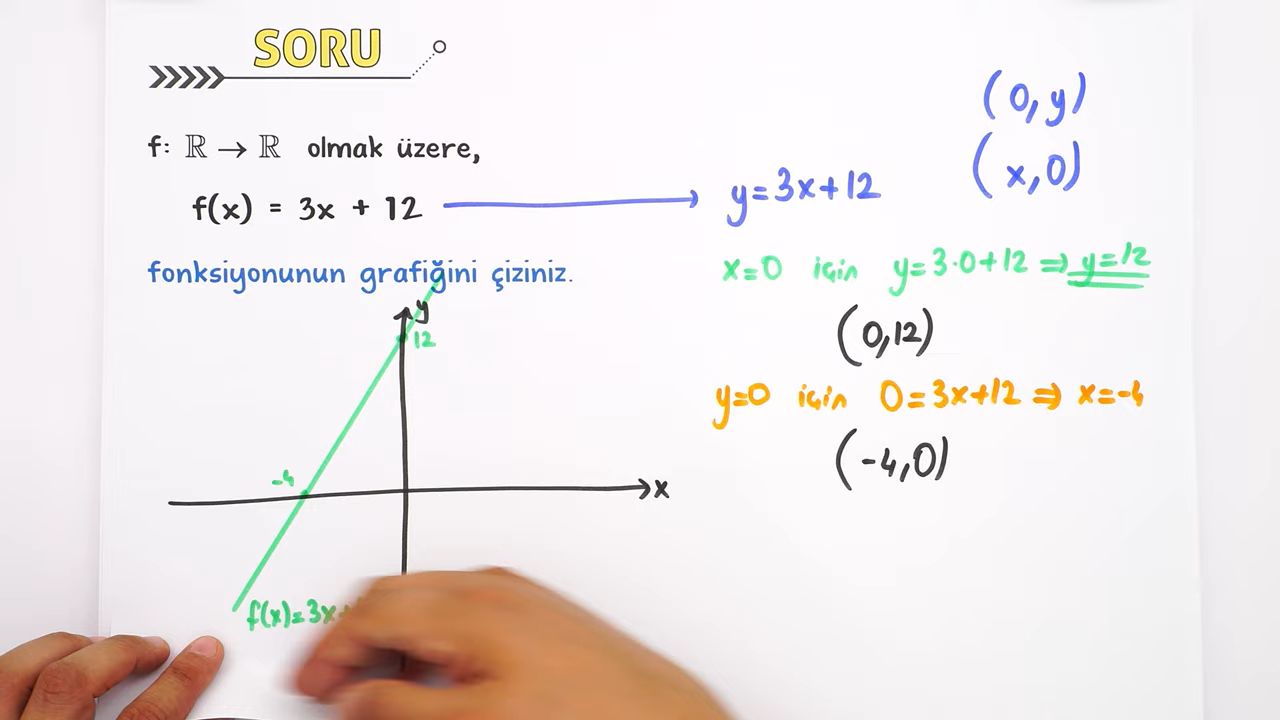 SORU
f: ℝ → ℝ olmak üzere,
f(x) = 3x + 12
fonksiyonunun grafiğini çiziniz.
y=3x+12
(0,y)
(x,0)
x=0 için y=3·0+12 ⇒ y=12
(0,12)
y=0 için 0=3x+12 ⇒ x=-4
(-4,0)
y
12
-4
x
f(x)=3x+